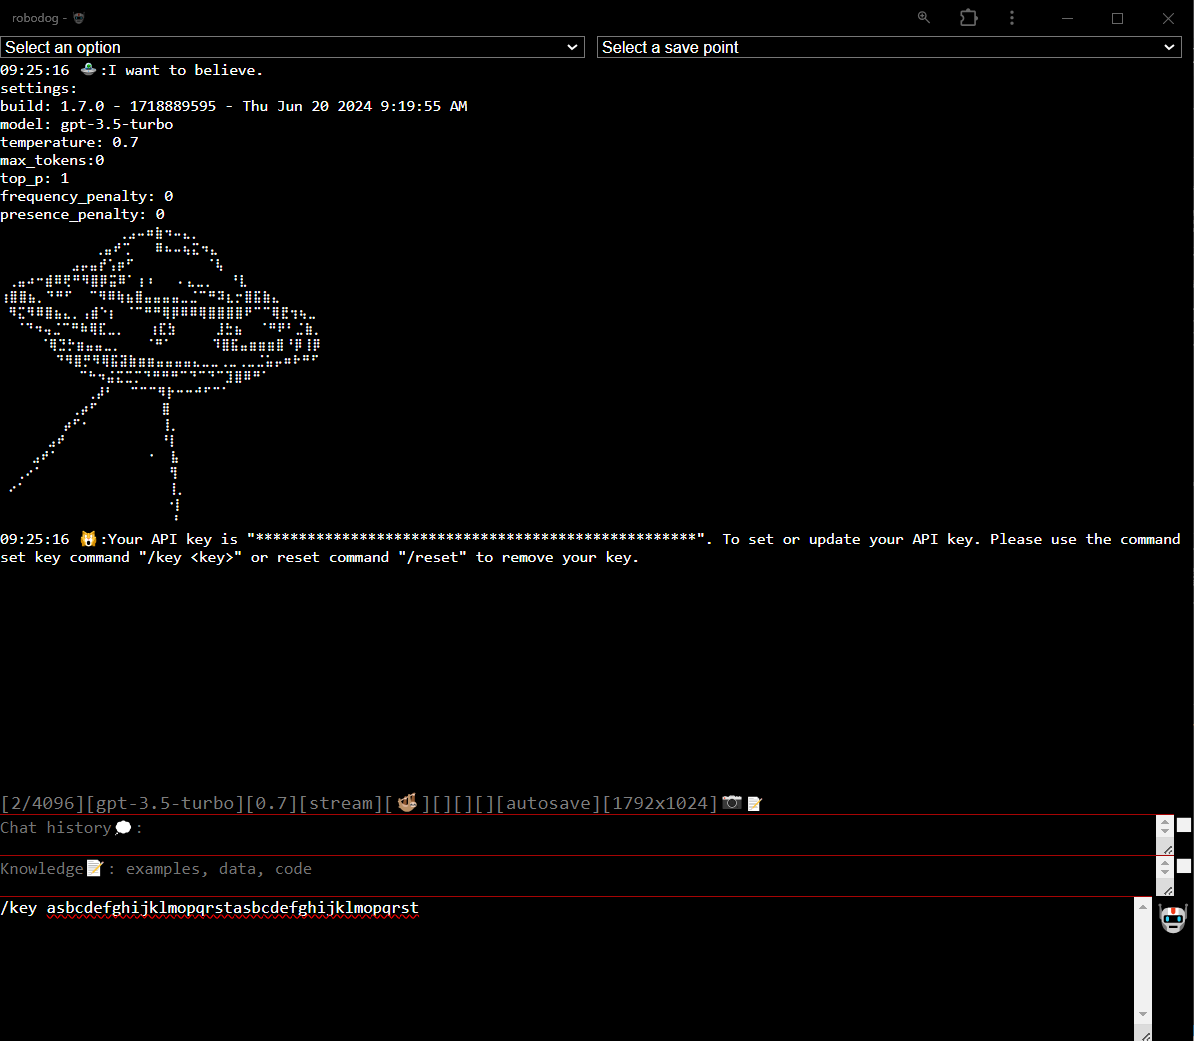 robodog -
Select an option
Select a save point
09:25:16 🛸:I want to believe.
settings:
build: 1.7.0 - 1718889595 - Thu Jun 20 2024 9:19:55 AM
model: gpt-3.5-turbo
temperature: 0.7
max_tokens:0
top_p: 1
frequency_penalty: 0
presence_penalty: 0
09:25:16 🙀:Your API key is "***************************************************". To set or update your API key. Please use the command
set key command "/key <key>" or reset command "/reset" to remove your key.
[2/4096][gpt-3.5-turbo][0.7][stream][🦥][][][][autosave][1792x1024]📷📝
Chat history💭:
Knowledge📝: examples, data, code
/key asbcdefghijklmopqrstasbcdefghijklmopqrst